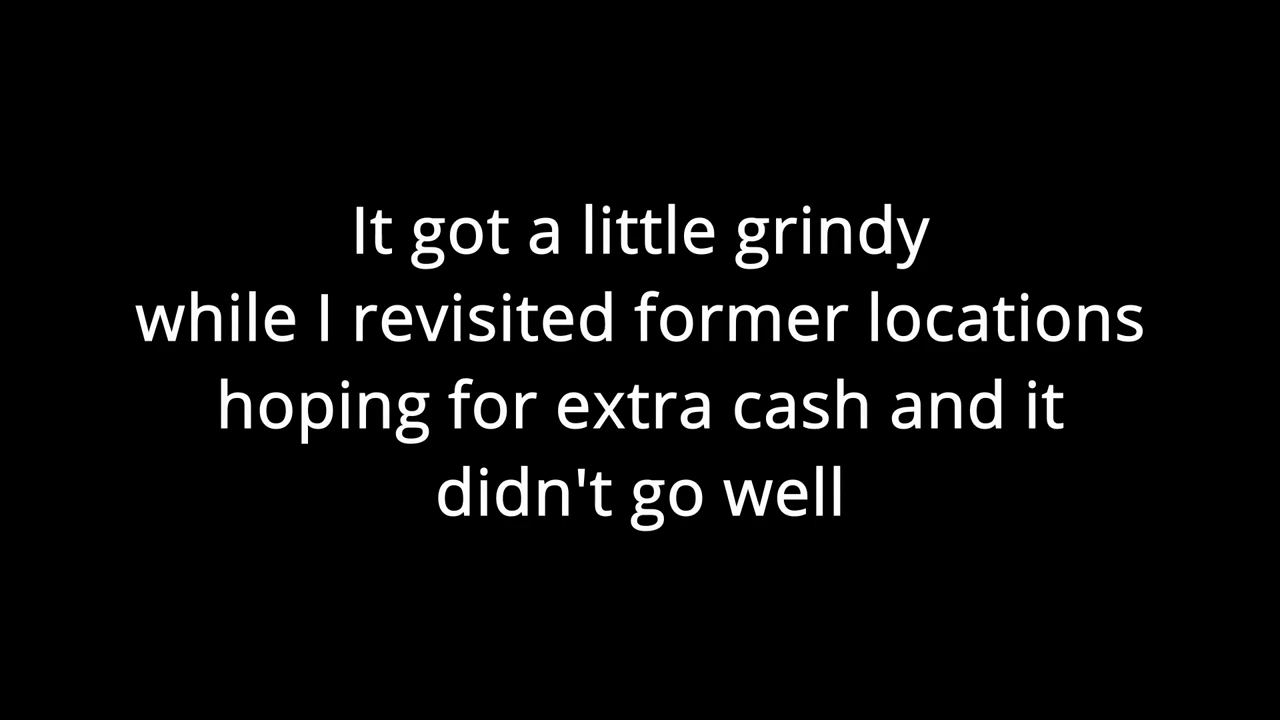 It got a little grindy
while I revisited former locations
hoping for extra cash and it
didn't go well